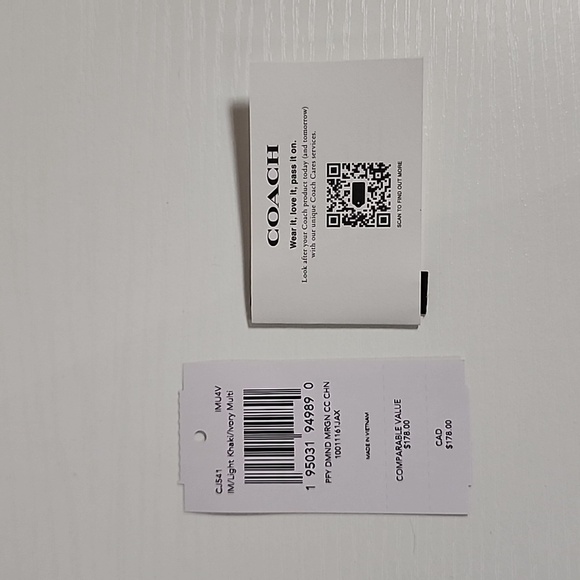 COACH
Wear it, love it, pass it on.
Look after your Coach product today (and tomorrow)
with our unique Coach Cares services.
SCAN TO FIND OUT MORE
CJ541 IMU4V
IM/Light Khaki/Ivory Multi
1 95031 94989 0
PFY DMND MRGN CC CHN
10011161JAX
MADE IN VIETNAM
COMPARABLE VALUE
$178.00
CAD
$178.00